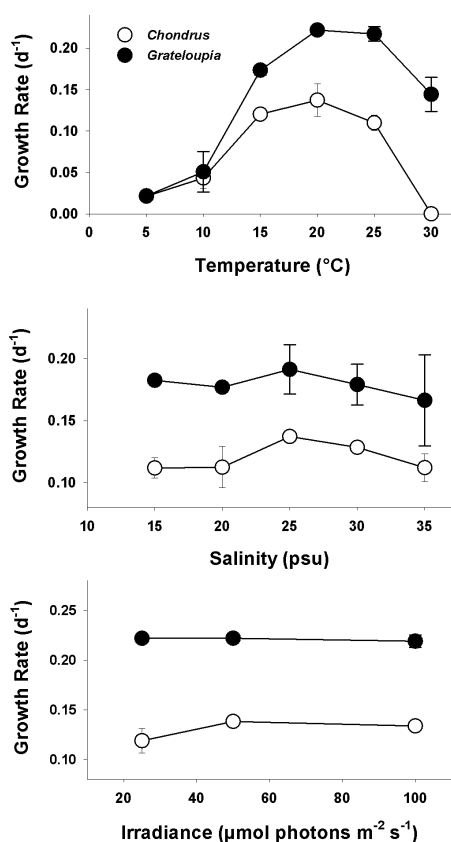 Chondrus
Grateloupia
Growth Rate (d⁻¹)
0.20
0.15
0.10
0.05
0.00
0 5 10 15 20 25 30
Temperature (°C)
Growth Rate (d⁻¹)
0.20
0.15
0.10
10 15 20 25 30 35
Salinity (psu)
Growth Rate (d⁻¹)
0.25
0.20
0.15
0.10
20 40 60 80 100
Irradiance (µmol photons m⁻² s⁻¹)